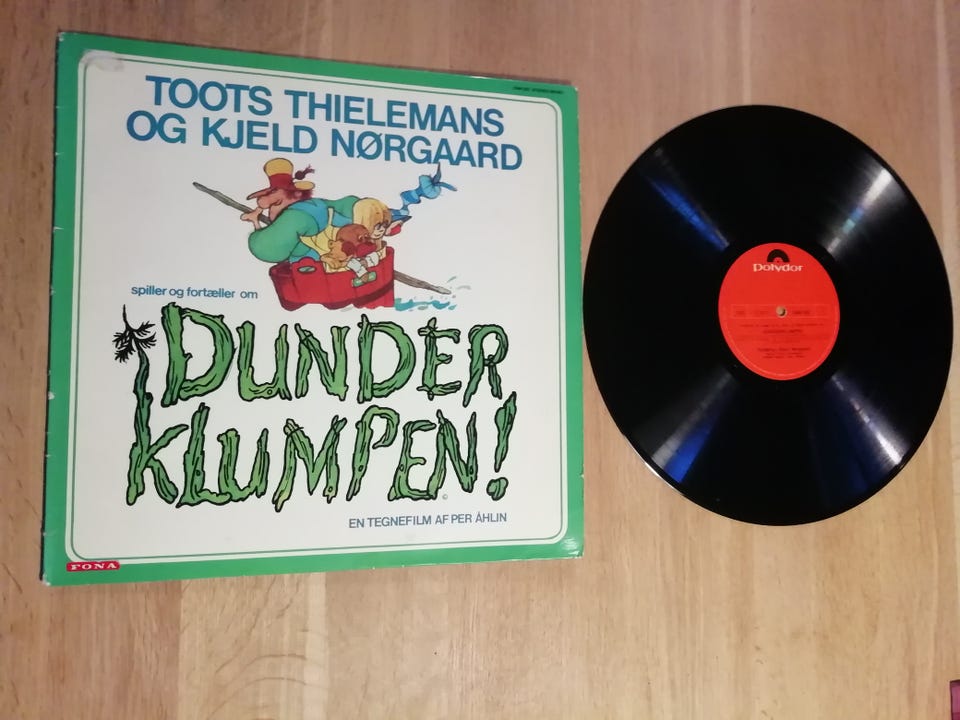 TOOTS THIELEMANS
OG KJELD NØRGAARD
spiller og fortæller om
DUNDER
KLUMPEN!
EN TEGNEFILM AF PER ÅHLIN
FONA
Polydor